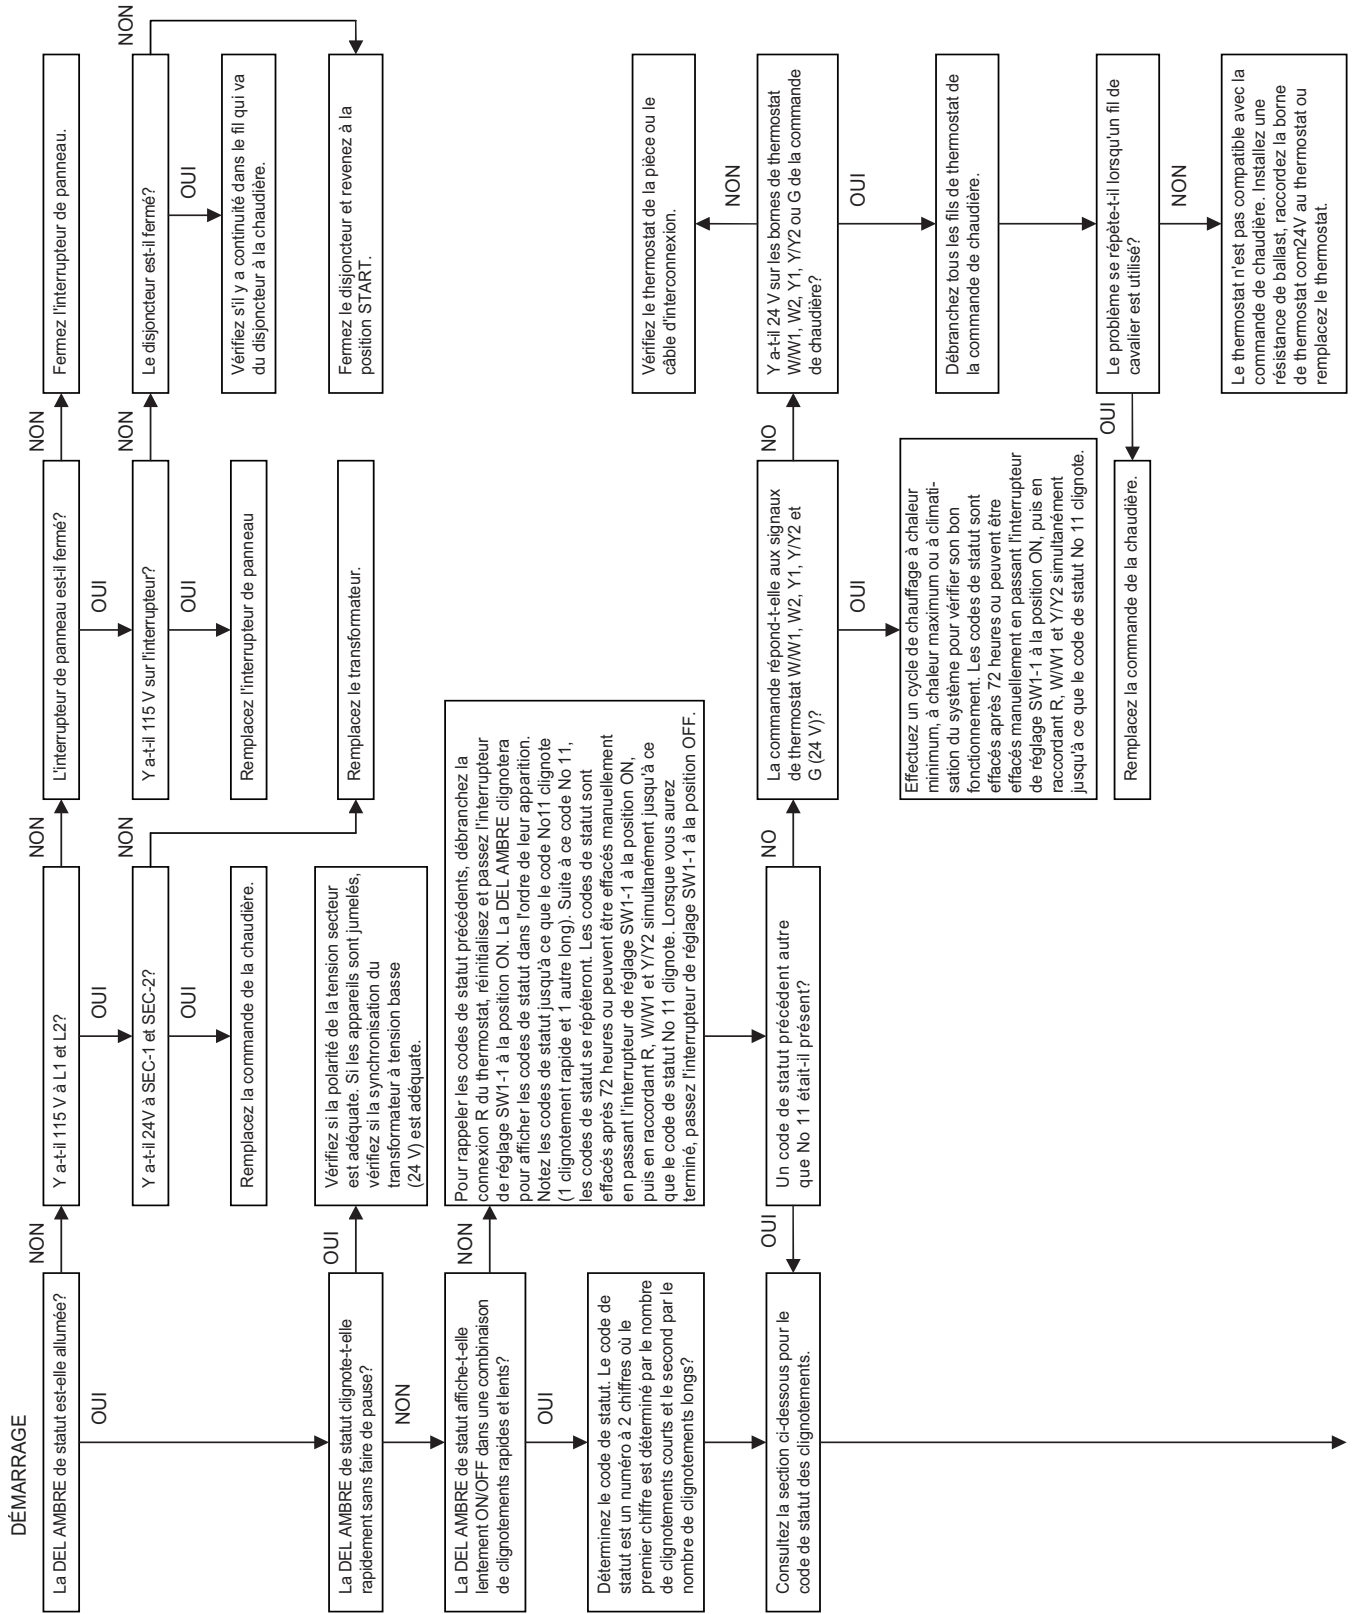 DÉMARRAGE
La DEL AMBRE de statut est-elle allumée?
NON
OUI
Y a-t-il 115 V à L1 et L2?
NON
OUI
L'interrupteur de panneau est-il fermé?
NON
OUI
Fermez l'interrupteur de panneau.
Y a-t-il 24V à SEC-1 et SEC-2?
NON
OUI
Y a-t-il 115 V sur l'interrupteur?
NON
OUI
Le disjoncteur est-il fermé?
NON
OUI
Remplacez la commande de la chaudière.
Remplacez l'interrupteur de panneau
Vérifiez s'il y a continuité dans le fil qui va
du disjoncteur à la chaudière.
Remplacez le transformateur.
Fermez le disjoncteur et revenez à la
position START.
La DEL AMBRE de statut clignote-t-elle
rapidement sans faire de pause?
OUI
NON
Vérifiez si la polarité de la tension secteur
est adéquate. Si les appareils sont jumelés,
vérifiez si la synchronisation du
transformateur à tension basse
(24 V) est adéquate.
La DEL AMBRE de statut affiche-t-elle
lentement ON/OFF dans une combinaison
de clignotements rapides et lents?
NON
OUI
Pour rappeler les codes de statut précédents, débranchez la
connexion R du thermostat, réinitialisez et passez l'interrupteur
de réglage SW1-1 à la position ON. La DEL AMBRE clignotera
pour afficher les codes de statut dans l'ordre de leur apparition.
Notez les codes de statut jusqu'à ce que le code No11 clignote
(1 clignotement rapide et 1 autre long). Suite à ce code No 11,
les codes de statut se répéteront. Les codes de statut sont
effacés après 72 heures ou peuvent être effacés manuellement
en passant l'interrupteur de réglage SW1-1 à la position ON,
puis en raccordant R, W/W1 et Y/Y2 simultanément jusqu'à ce
que le code de statut No 11 clignote. Lorsque vous aurez
terminé, passez l'interrupteur de réglage SW1-1 à la position OFF.
Déterminez le code de statut. Le code de
statut est un numéro à 2 chiffres où le
premier chiffre est déterminé par le nombre
de clignotements courts et le second par le
nombre de clignotements longs?
Consultez la section ci-dessous pour le
code de statut des clignotements.
OUI
Un code de statut précédent autre
que No 11 était-il présent?
NO
La commande répond-t-elle aux signaux
de thermostat W/W1, W2, Y1, Y/Y2 et
G (24 V)?
NO
OUI
Y a-t-il 24 V sur les bornes de thermostat
W/W1, W2, Y1, Y/Y2 ou G de la commande
de chaudière?
NON
OUI
Vérifiez le thermostat de la pièce ou le
câble d'interconnexion.
Effectuez un cycle de chauffage à chaleur
minimum, à chaleur maximum ou à climati-
sation du système pour vérifier son bon
fonctionnement. Les codes de statut sont
effacés après 72 heures ou peuvent être
effacés manuellement en passant l'interrupteur
de réglage SW1-1 à la position ON, puis en
raccordant R, W/W1 et Y/Y2 simultanément
jusqu'à ce que le code de statut No 11 clignote.
Débranchez tous les fils de thermostat de
la commande de chaudière.
Le problème se répète-t-il lorsqu'un fil de
cavalier est utilisé?
OUI
NON
Remplacez la commande de la chaudière.
Le thermostat n'est pas compatible avec la
commande de chaudière. Installez une
résistance de ballast, raccordez la borne
de thermostat com24V au thermostat ou
remplacez le thermostat.